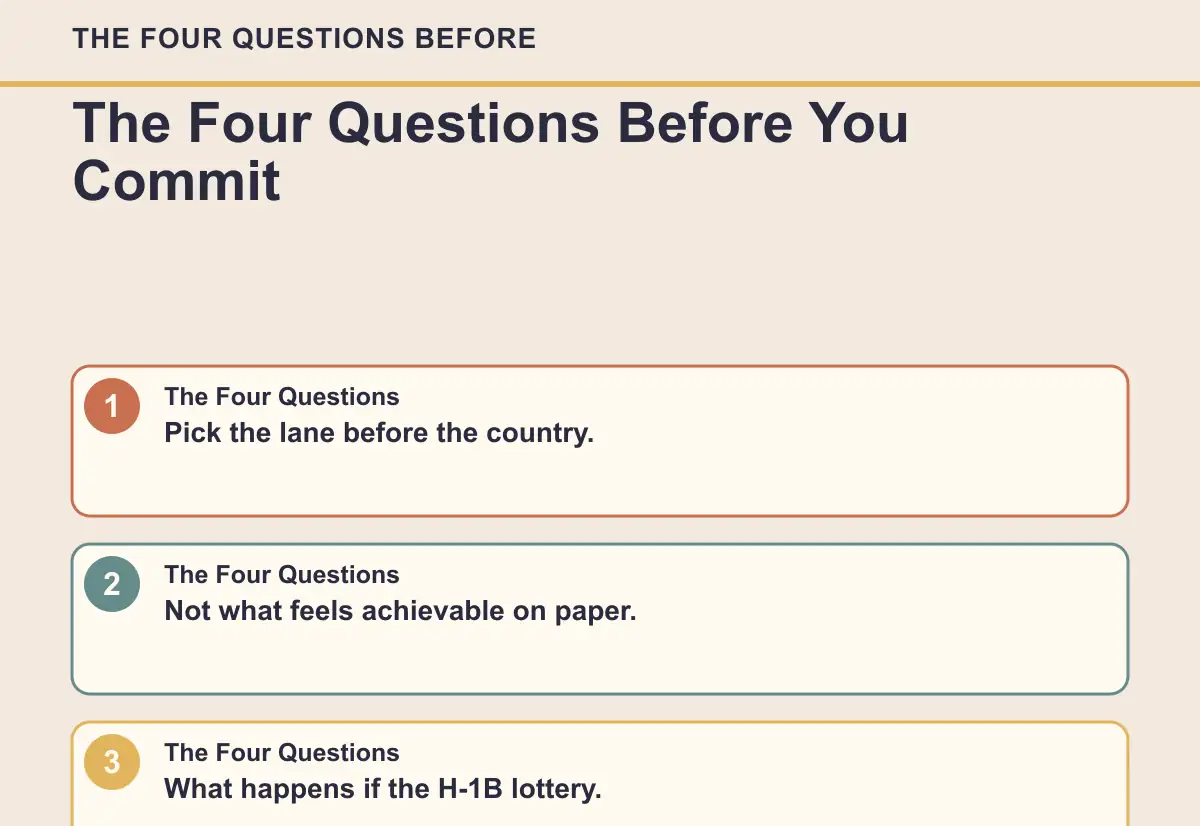 THE FOUR QUESTIONS BEFORE
The Four Questions Before You
Commit
1
The Four Questions
Pick the lane before the country.
2
The Four Questions
Not what feels achievable on paper.
3
The Four Questions
What happens if the H-1B lottery.